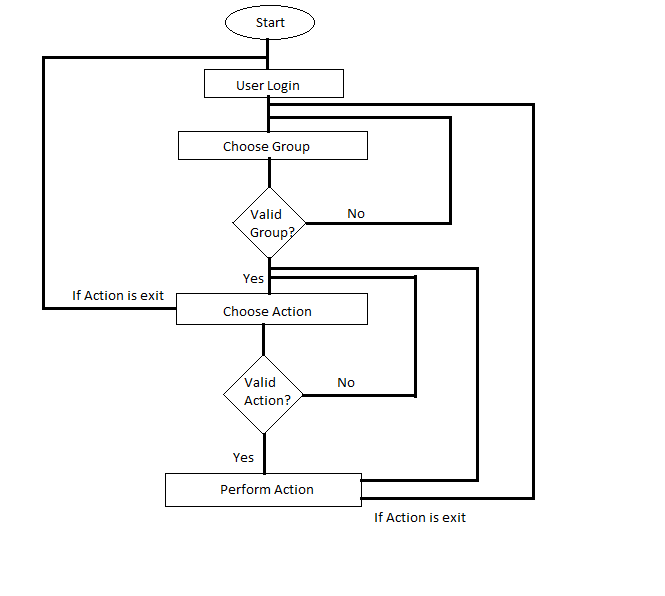 Start
User Login
Choose Group
Valid
Group?
No
Yes
If Action is exit
Choose Action
Valid
Action?
No
Yes
Perform Action
If Action is exit